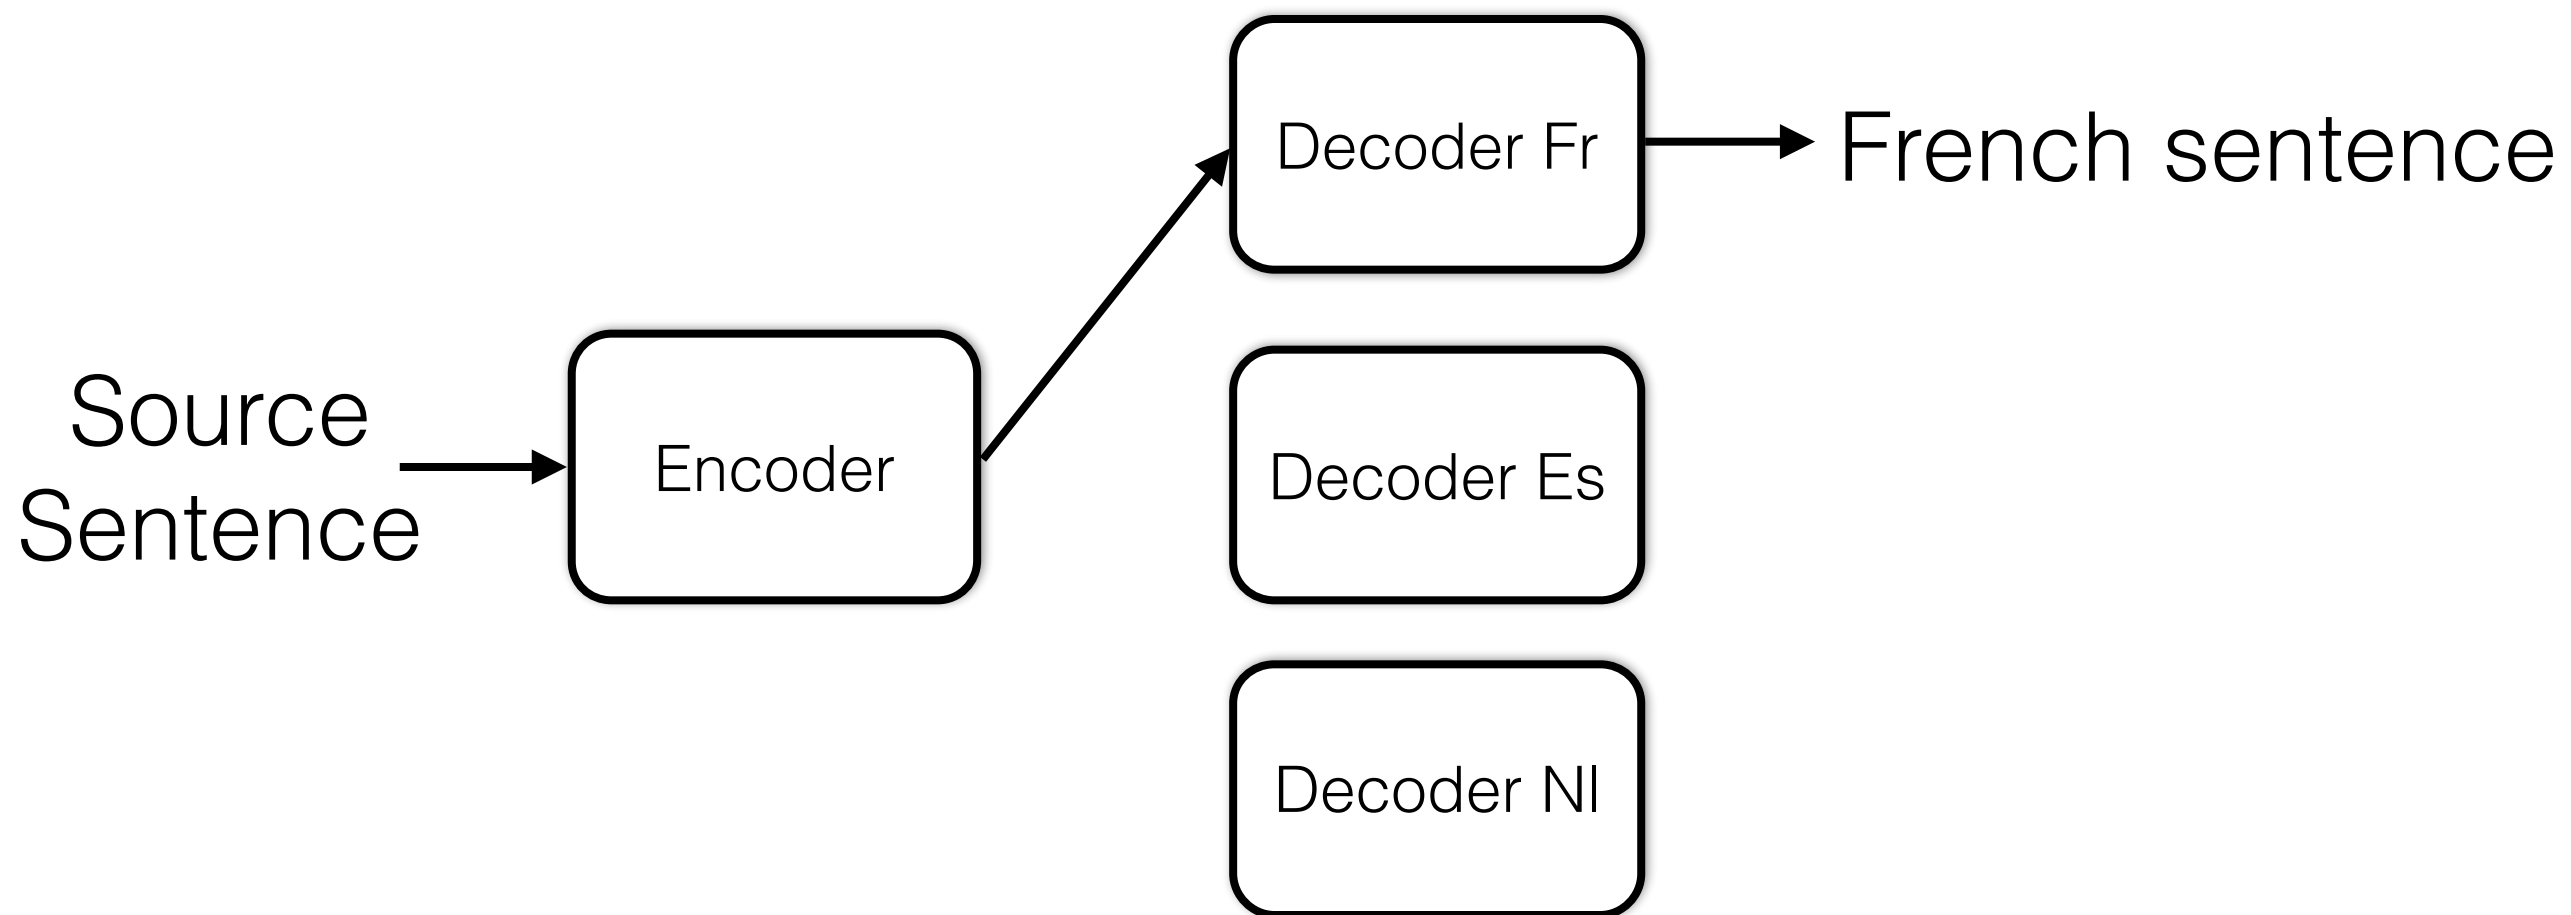 Source
Sentence
Encoder
Decoder Fr
French sentence
Decoder Es
Decoder Nl